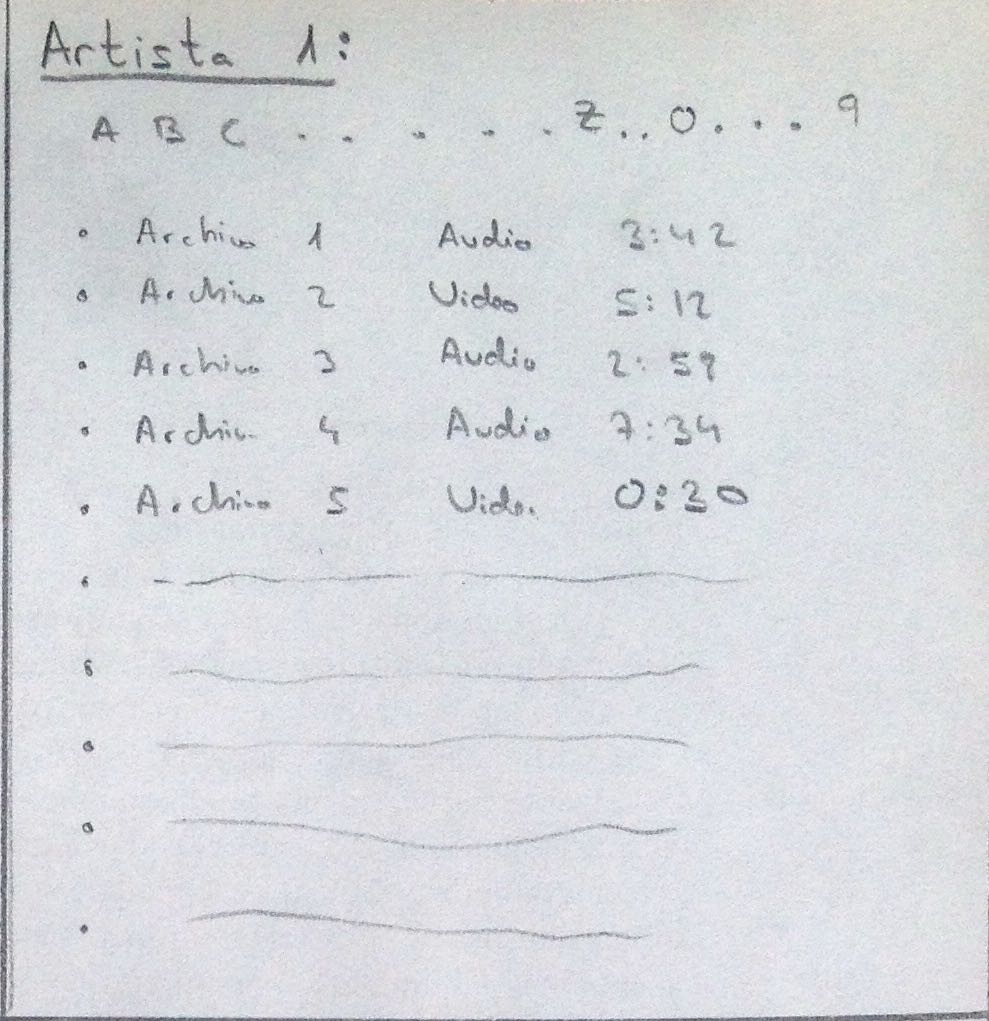 Artista 1:
A B C . . . . . Z . . 0 . . . 9
• Archivo 1 Audio 3:42
• Archivo 2 Video 5:12
• Archivo 3 Audio 2:59
• Archivo 4 Audio 7:34
• Archivo 5 Video 0:30